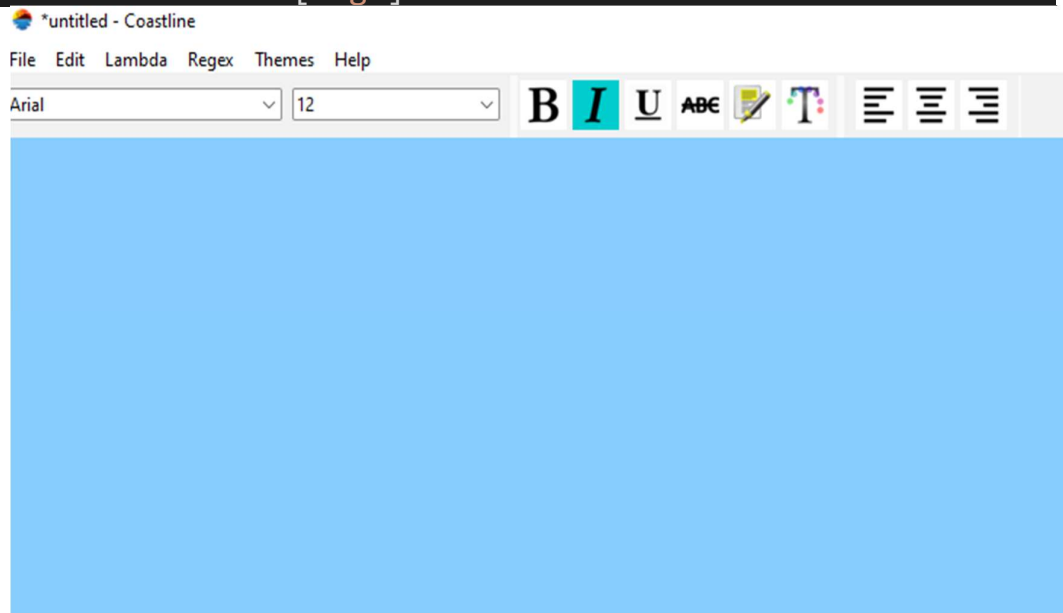 *untitled - Coastline
File Edit Lambda Regex Themes Help
Arial 12 B I U ABC T